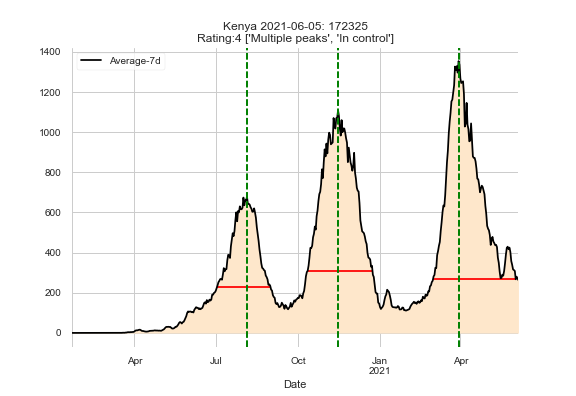 Kenya 2021-06-05: 172325
Rating:4 ['Multiple peaks', 'In control']
1400
Average-7d
1200
1000
800
600
400
200
0
Apr Jul Oct Jan Apr
2021
Date